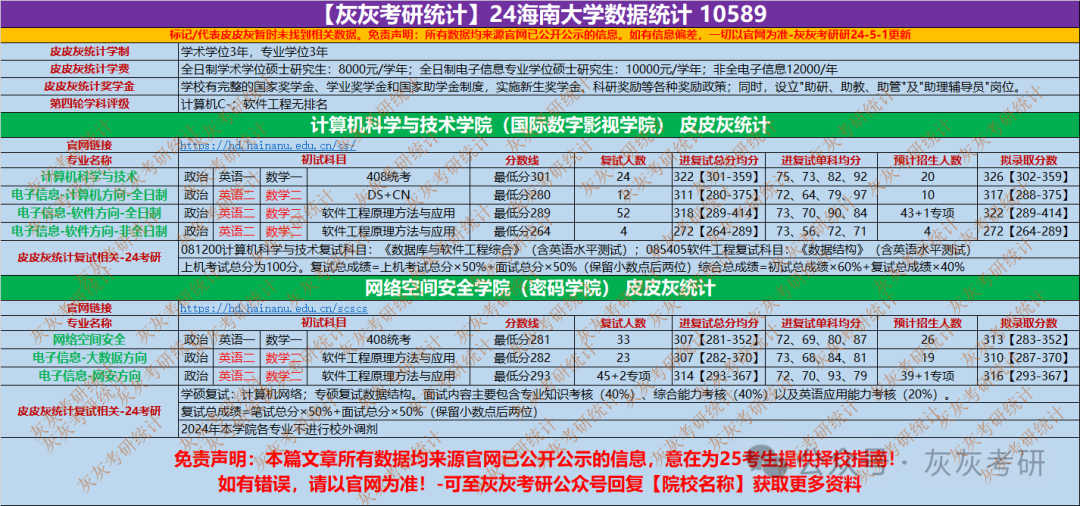 【灰灰考研统计】24海南大学数据统计 10589
标记/代表皮皮灰暂时未找到相关数据。免责声明：所有数据均来源官网已公开公示的信息。如有信息偏差，一切以官网为准-灰灰考研研24-5-1更新
皮皮灰统计学制 学术学位3年，专业学位3年
皮皮灰统计学费 全日制学术学位硕士研究生：8000元/学年；全日制电子信息专业学位硕士研究生：10000元/学年；非全电子信息12000/年
皮皮灰统计奖学金 学校有完整的国家奖学金、学业奖学金和国家助学金制度，实施新生奖学金、科研奖励等各种奖励政策；同时，设立"助研、助教、助管"及"助理辅导员"岗位。
第四轮学科评级 计算机C-；软件工程无排名
计算机科学与技术学院（国际数字影视学院） 皮皮灰统计
官网链接 https://hd.hainanu.edu.cn/cs/
专业名称 初试科目 分数线 复试人数 进复试总分均分 进复试单科均分 预计招生人数 拟录取分数
计算机科学与技术 政治 英语一 数学一 408统考 最低分301 24 322【301-359】 75、73、82、92 20 326【302-359】
电子信息-计算机方向-全日制 政治 英语二 数学二 DS+CN 最低分280 12 311【280-375】 72、64、79、97 10 317【288-375】
电子信息-软件方向-全日制 政治 英语二 数学二 软件工程原理方法与应用 最低分289 52 318【289-414】 73、70、90、84 43+1专项 322【289-414】
电子信息-软件方向-非全日制 政治 英语二 数学二 软件工程原理方法与应用 最低分264 4 272【264-289】 73、56、72、71 4 272【264-289】
皮皮灰统计复试相关-24考研 081200计算机科学与技术复试科目：《数据库与软件工程综合》（含英语水平测试）；085405软件工程复试科目：《数据结构》（含英语水平测试）
上机考试总分为100分。复试总成绩=上机考试总分×50%+面试总分×50%（保留小数点后两位）综合总成绩=初试总成绩×60%+复试总成绩×40%
网络空间安全学院（密码学院） 皮皮灰统计
官网链接 https://hd.hainanu.edu.cn/scscs
专业名称 初试科目 分数线 复试人数 进复试总分均分 进复试单科均分 预计招生人数 拟录取分数
网络空间安全 政治 英语一 数学一 408统考 最低分281 33 307【281-352】 72、69、80、87 26 313【283-352】
电子信息-大数据方向 政治 英语二 数学二 软件工程原理方法与应用 最低分282 23 307【282-370】 73、68、84、81 19 310【287-370】
电子信息-网安方向 政治 英语二 数学二 软件工程原理方法与应用 最低分293 45+2专项 314【293-367】 72、70、93、79 39+1专项 316【293-367】
皮皮灰统计复试相关-24考研 学硕复试：计算机网络；专硕复试数据结构。面试内容主要包含专业知识考核（40%）、综合能力考核（40%）以及英语应用能力考核（20%）。
复试总成绩=笔试总分×50%+面试总分×50%（保留小数点后两位）
2024年本学院各专业不进行校外调剂
免责声明：本篇文章所有数据均来源官网已公开公示的信息，意在为25考生提供择校指南！
如有错误，请以官网为准！-可至灰灰考研公众号回复【院校名称】获取更多资料
公众号·灰灰考研